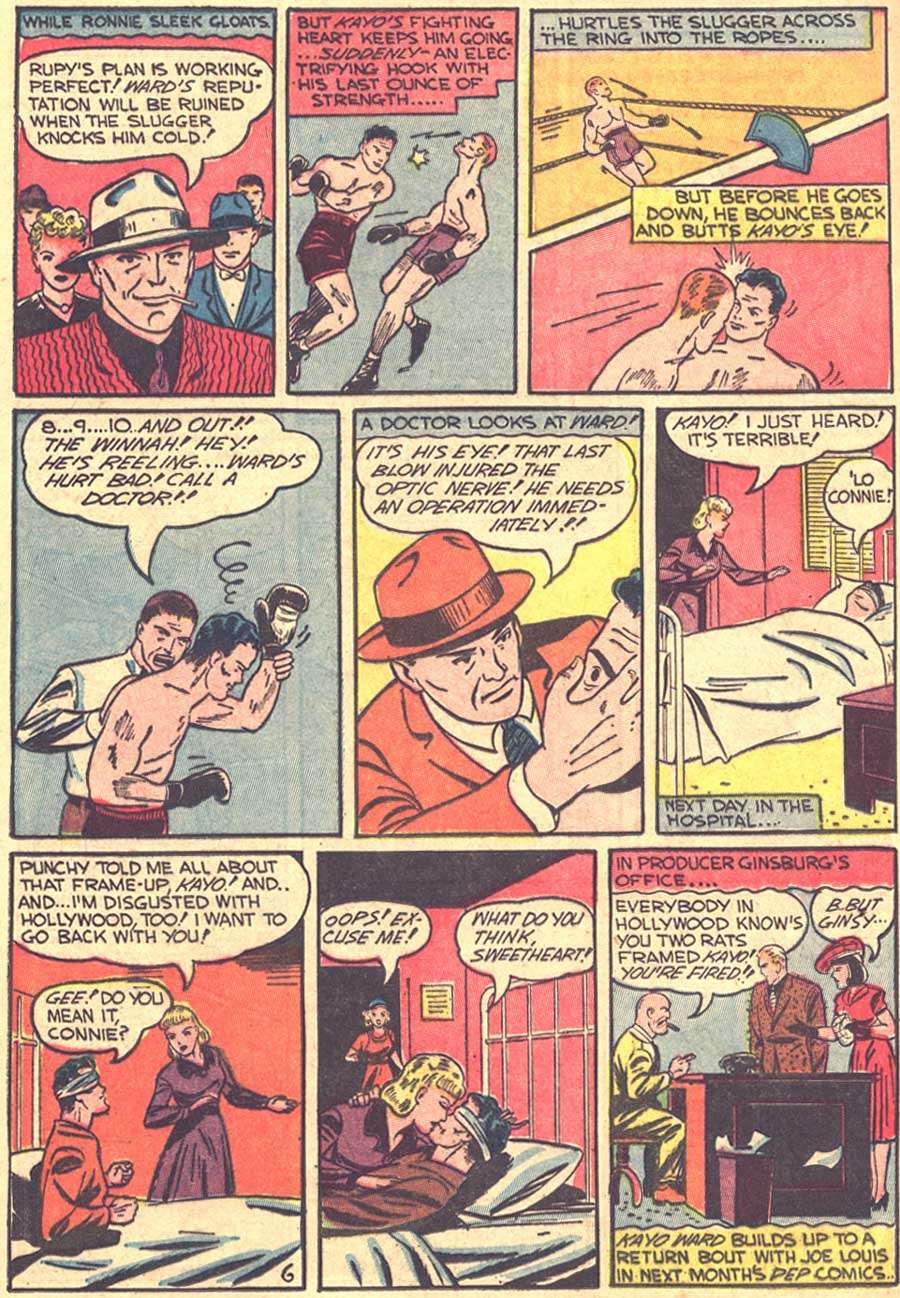 WHILE RONNIE SLEEK GLOATS.
RUPY'S PLAN IS WORKING
PERFECT! WARD'S REPU-
TATION WILL BE RUINED
WHEN THE SLUGGER
KNOCKS HIM COLD!
BUT KAYO'S FIGHTING
HEART KEEPS HIM GOING
...SUDDENLY- AN ELEC-
TRIFYING HOOK WITH
HIS LAST OUNCE OF
STRENGTH.....
...HURTLES THE SLUGGER ACROSS
THE RING INTO THE ROPES....
BUT BEFORE HE GOES
DOWN, HE BOUNCES BACK
AND BUTTS KAYO'S EYE!
8...9....10. AND OUT!!
THE WINNAH! HEY!
HE'S REELING....WARD'S
HURT BAD! CALL A
DOCTOR!!
A DOCTOR LOOKS AT WARD!
IT'S HIS EYE! THAT LAST
BLOW INJURED THE
OPTIC NERVE! HE NEEDS
AN OPERATION IMMED-
IATELY!!
KAYO! I JUST HEARD!
IT'S TERRIBLE!
'LO
CONNIE!
NEXT DAY, IN THE
HOSPITAL....
PUNCHY TOLD ME ALL ABOUT
THAT FRAME-UP, KAYO! AND..
AND...I'M DISGUSTED WITH
HOLLYWOOD, TOO! I WANT TO
GO BACK WITH YOU!
GEE! DO YOU
MEAN IT,
CONNIE?
6
OOPS! EX-
CUSE ME!
WHAT DO YOU
THINK,
SWEETHEART!
IN PRODUCER GINSBURG'S
OFFICE....
EVERYBODY IN
HOLLYWOOD KNOW'S
YOU TWO RATS
FRAMED KAYO!
YOU'RE FIRED!!
B.BUT
GINSY...
KAYO WARD BUILDS UP TO A
RETURN BOUT WITH JOE LOUIS
IN NEXT MONTH'S PEP COMICS..